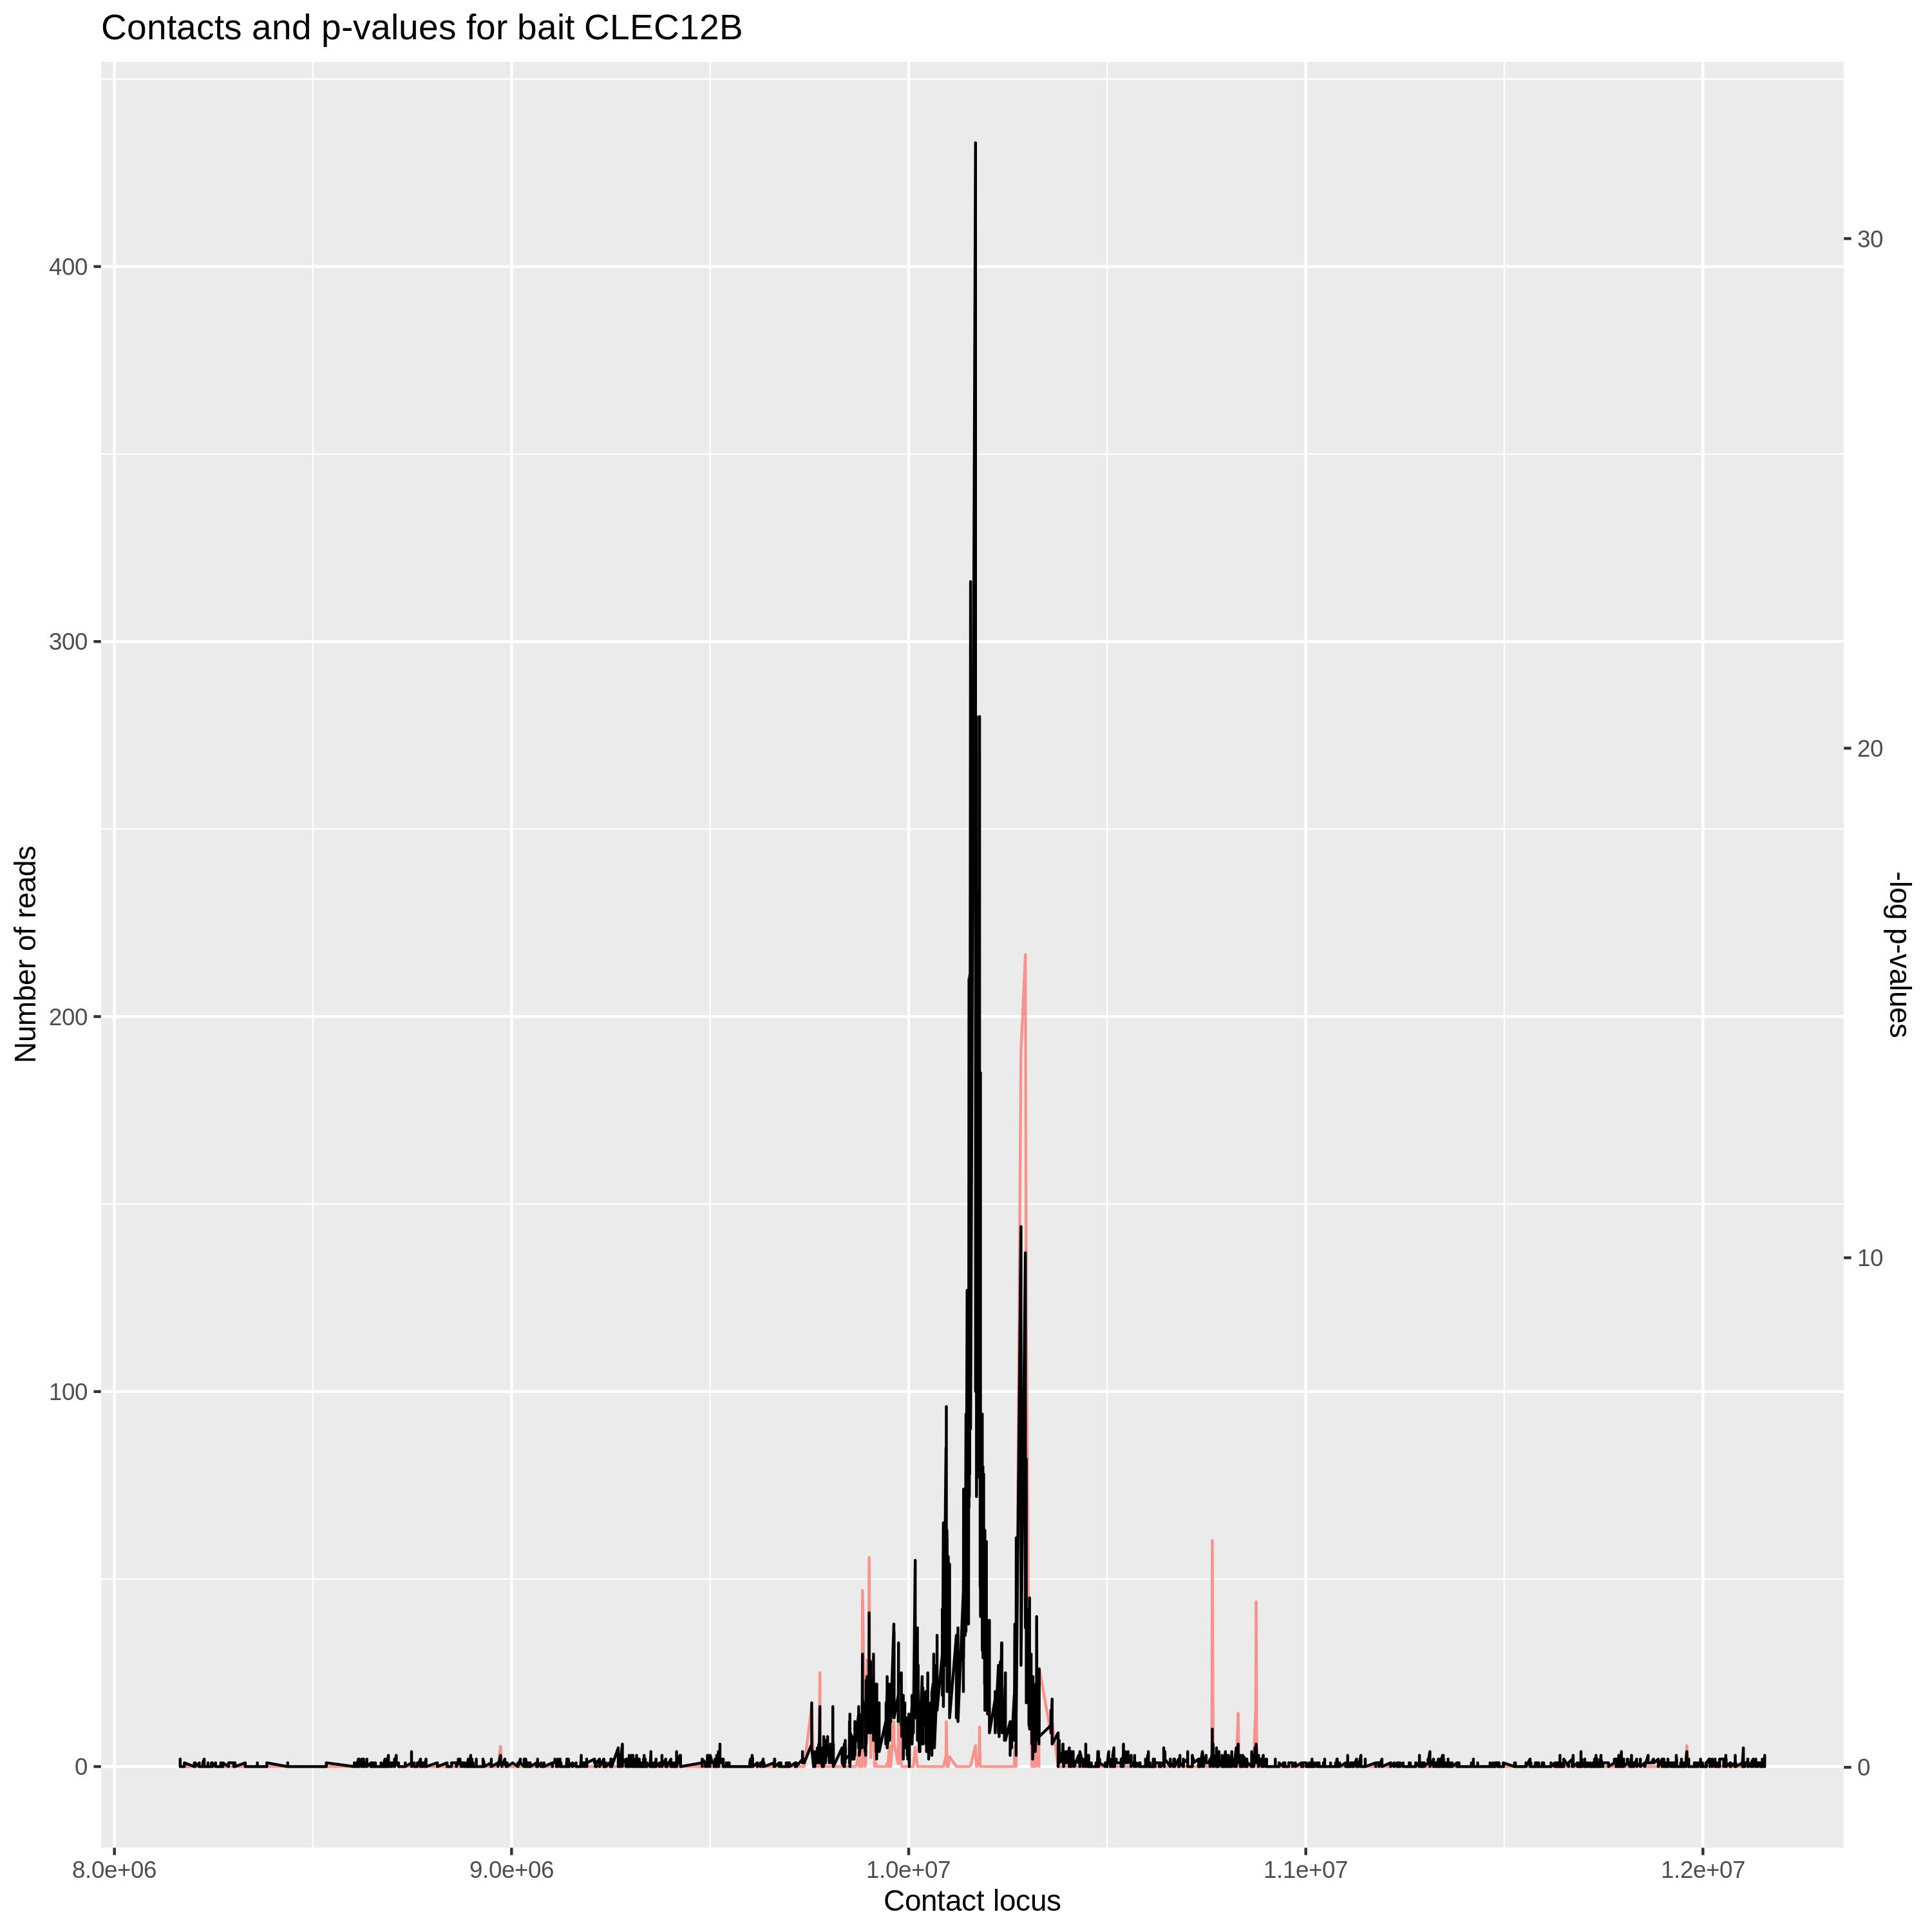 Contacts and p-values for bait CLEC12B
Number of reads
400
300
200
100
0
30
20
10
0
-log p-values
8.0e+06
9.0e+06
1.0e+07
1.1e+07
1.2e+07
Contact locus